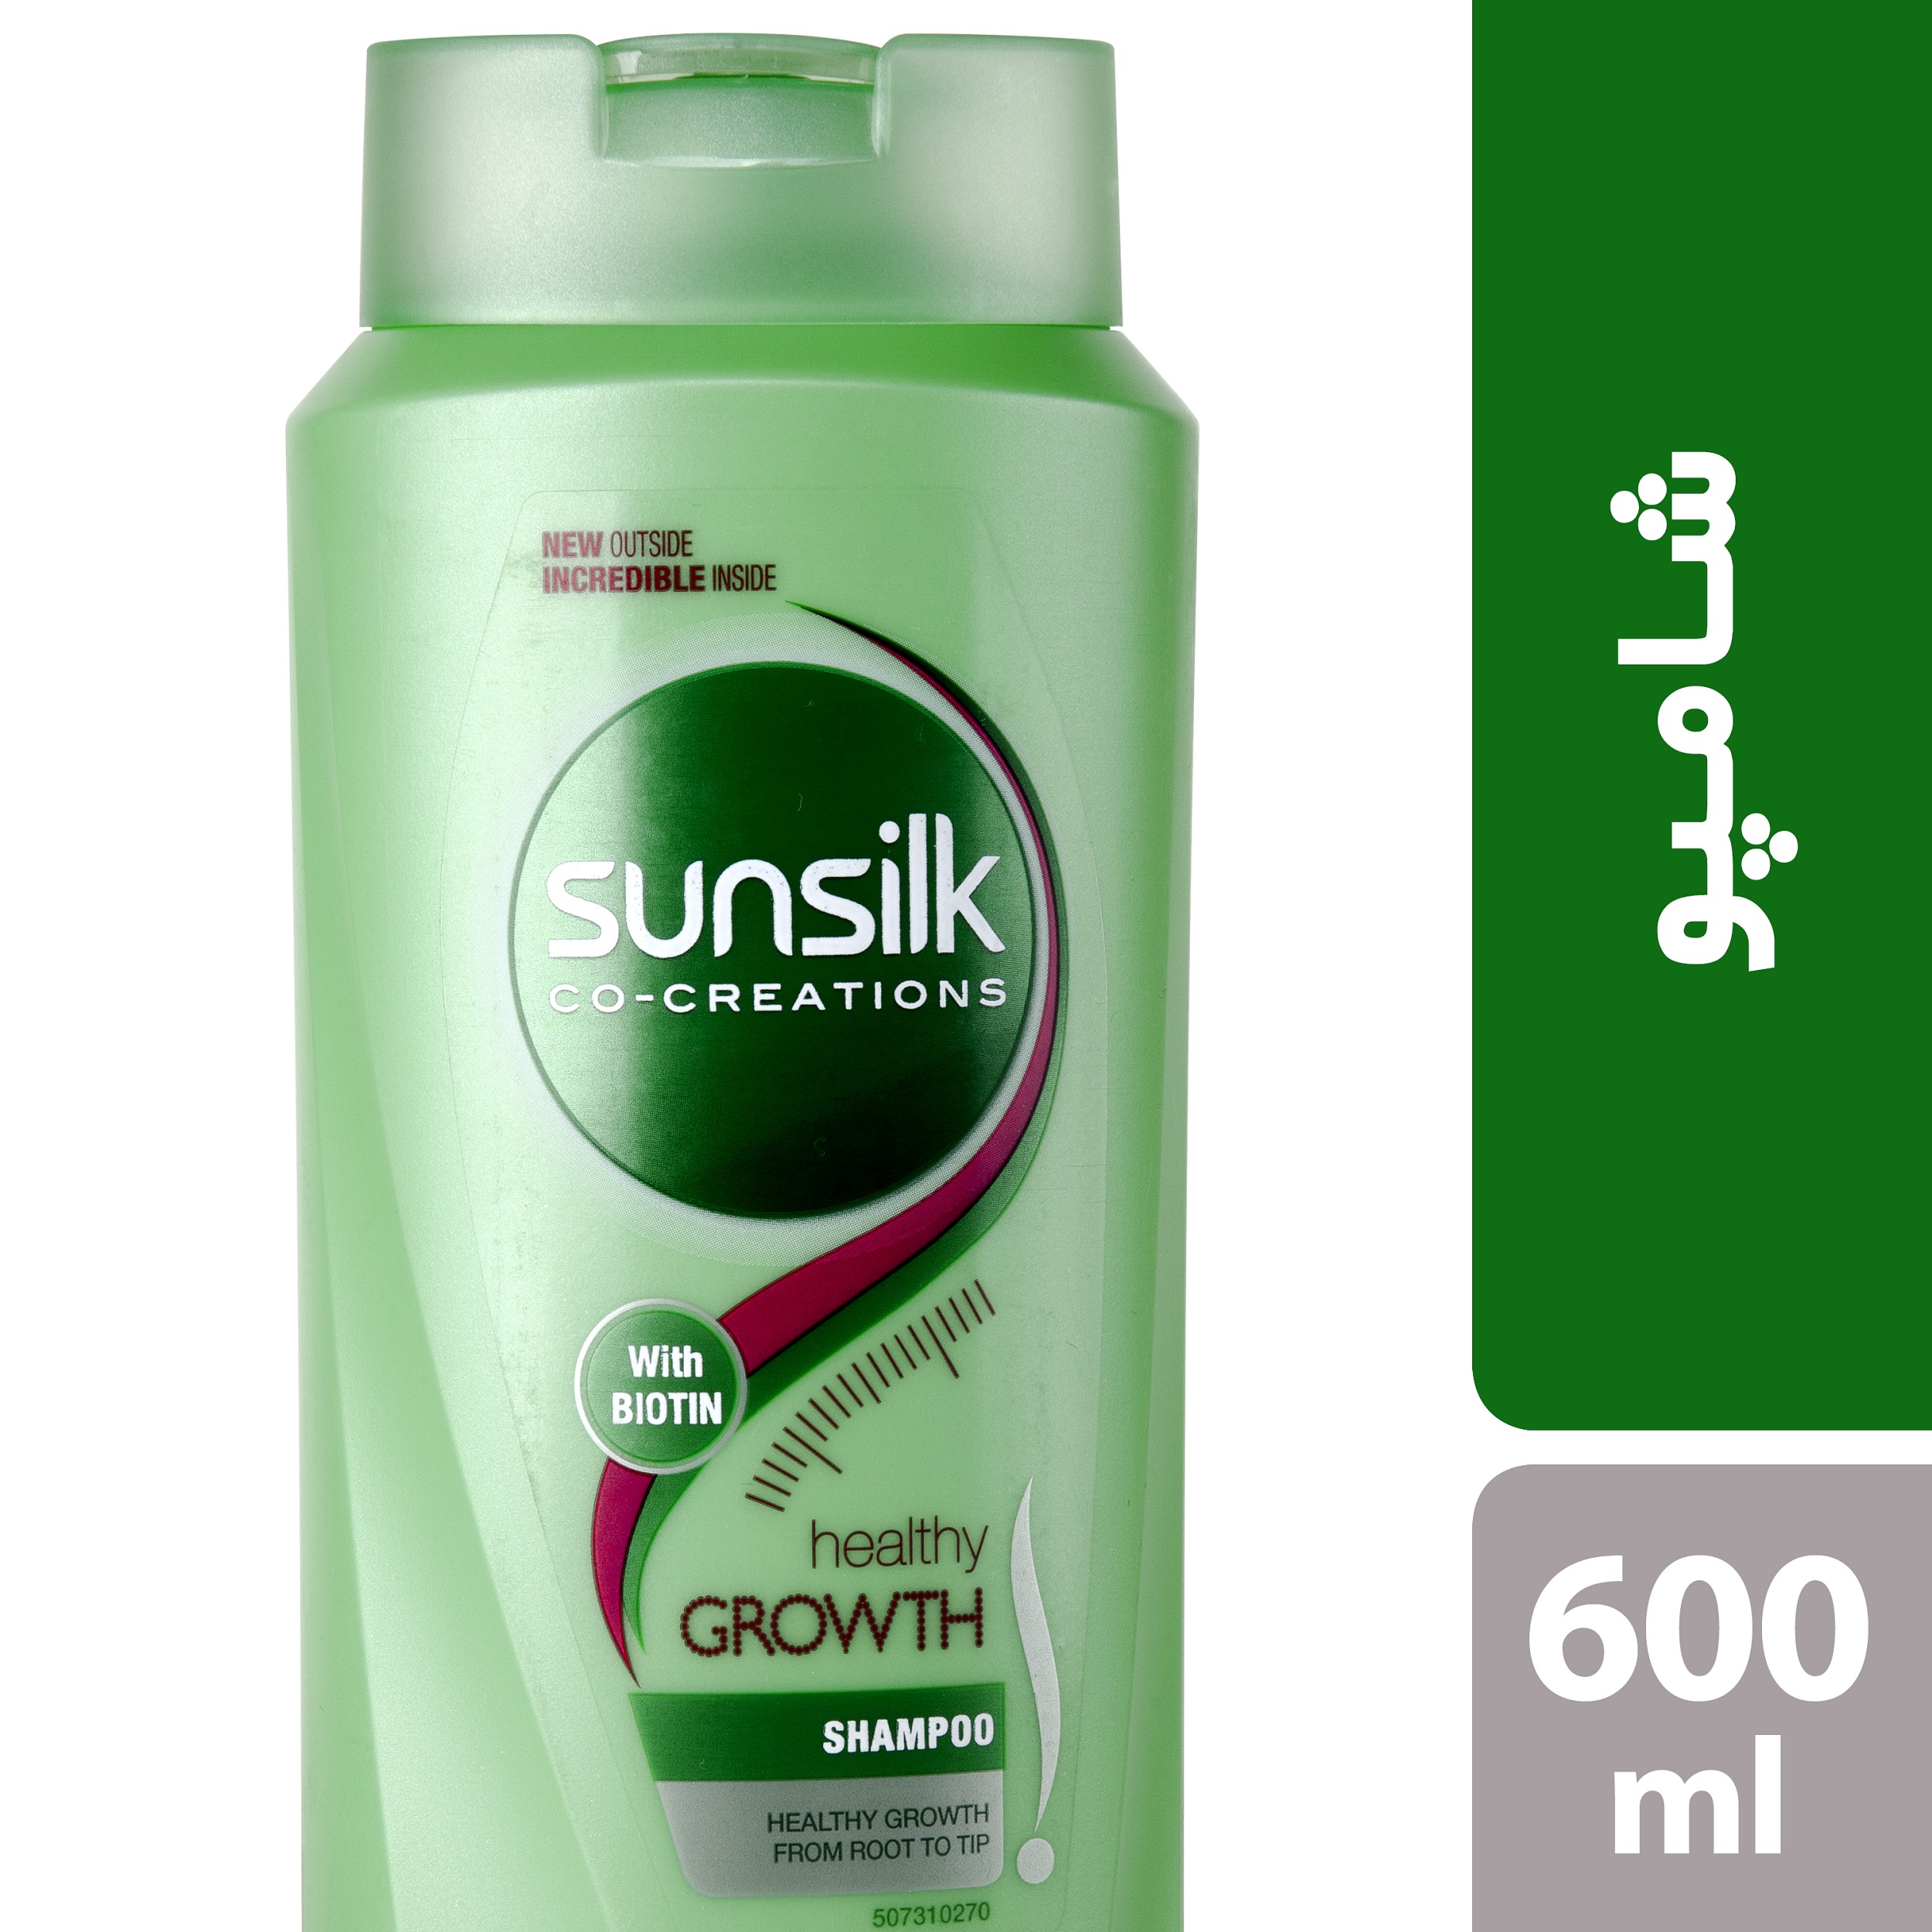 NEW OUTSIDE
INCREDIBLE INSIDE
sunsilk
CO-CREATIONS
With
BIOTIN
healthy
GROWTH
SHAMPOO
HEALTHY GROWTH
FROM ROOT TO TIP
507310270
شامپو
600
ml